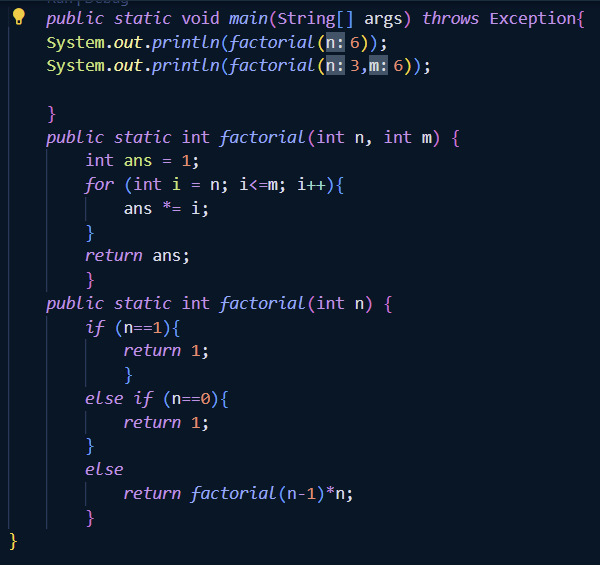 Run | Debug
public static void main(String[] args) throws Exception{
System.out.println(factorial(n: 6));
System.out.println(factorial(n: 3,m: 6));
}
public static int factorial(int n, int m) {
int ans = 1;
for (int i = n; i<=m; i++){
ans *= i;
}
return ans;
}
public static int factorial(int n) {
if (n==1){
return 1;
}
else if (n==0){
return 1;
}
else
return factorial(n-1)*n;
}
}